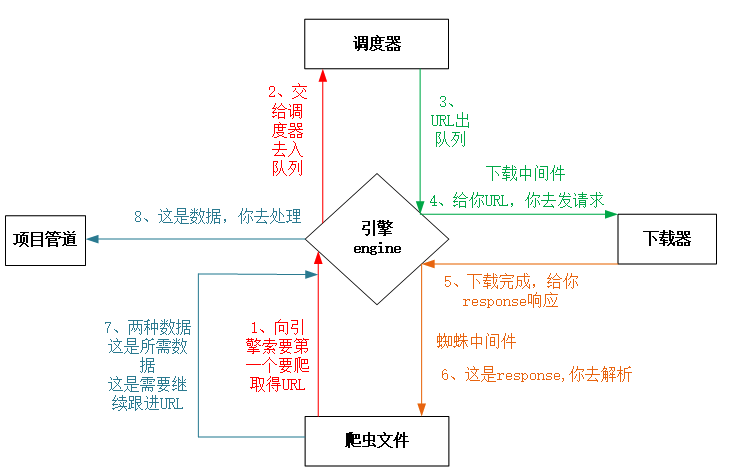 调度器
2、交
给调
度器
去入
队列
3、
URL出
队列
下载中间件
4、给你URL，你去发请求
8、这是数据，你去处理
项目管道
引擎
engine
下载器
5、下载完成，给你
response响应
7、两种数据
这是所需数
据
这是需要继
续跟进URL
1、向引
擎索要第
一个要爬
取得URL
蜘蛛中间件
6、这是response,你去解析
爬虫文件